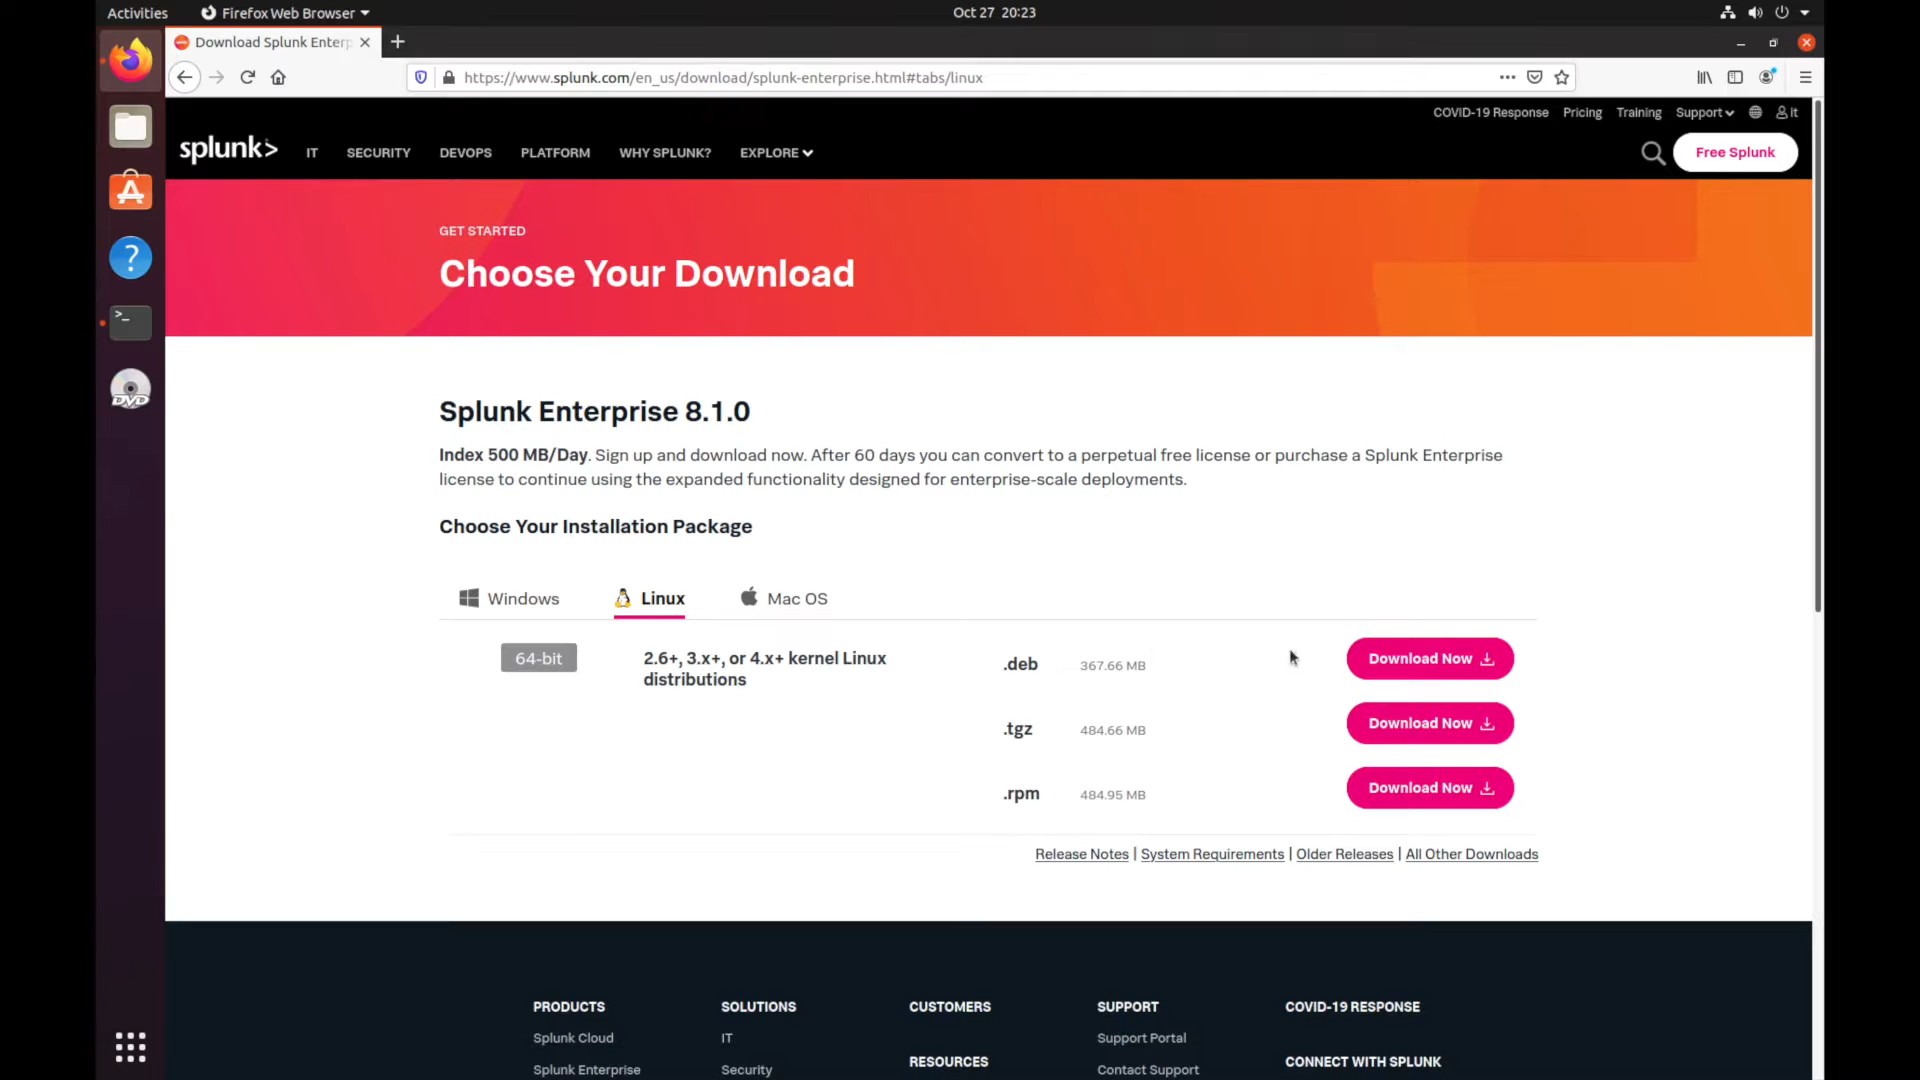 Activities
Firefox Web Browser
Oct 27 20:23
Download Splunk Enterp
https://www.splunk.com/en_us/download/splunk-enterprise.html#tabs/linux
COVID-19 Response
Pricing
Training
Support
it
splunk>
IT
SECURITY
DEVOPS
PLATFORM
WHY SPLUNK?
EXPLORE
Free Splunk
GET STARTED
Choose Your Download
Splunk Enterprise 8.1.0
Index 500 MB/Day. Sign up and download now. After 60 days you can convert to a perpetual free license or purchase a Splunk Enterprise
license to continue using the expanded functionality designed for enterprise-scale deployments.
Choose Your Installation Package
Windows
Linux
Mac OS
64-bit
2.6+, 3.x+, or 4.x+ kernel Linux
distributions
.deb
367.66 MB
Download Now
.tgz
484.66 MB
Download Now
.rpm
484.95 MB
Download Now
Release Notes | System Requirements | Older Releases | All Other Downloads
PRODUCTS
Splunk Cloud
Splunk Enterprise
SOLUTIONS
IT
Security
CUSTOMERS
RESOURCES
SUPPORT
Support Portal
Contact Support
COVID-19 RESPONSE
CONNECT WITH SPLUNK
DVD